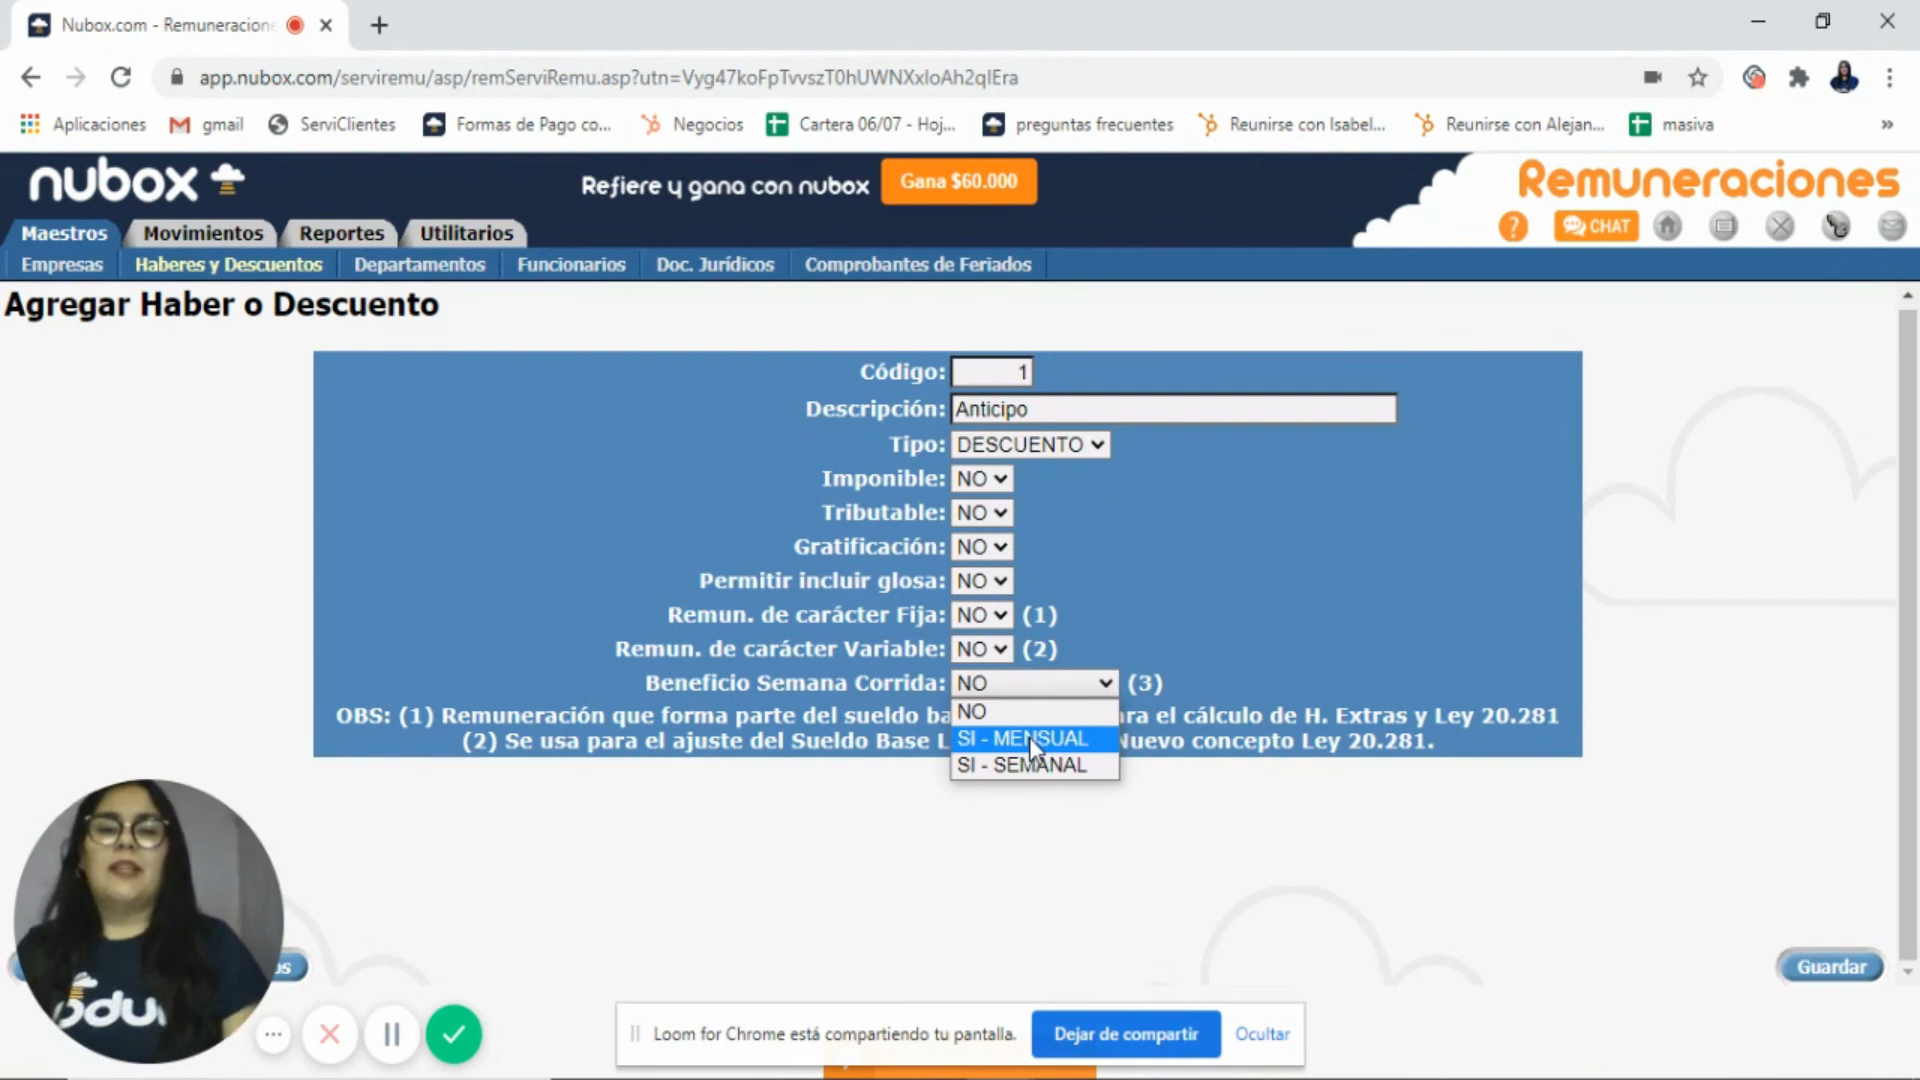 Nubox.com - Remuneracione
app.nubox.com/serviremu/asp/remServiRemu.asp?utn=Vyg47koFpTvvszT0hUWNXxIoAh2qIEra
Aplicaciones gmail ServiClientes Formas de Pago co... Negocios Cartera 06/07 - Hoj... preguntas frecuentes Reunirse con Isabel... Reunirse con Alejan... masiva »
nubox Refiere y gana con nubox Gana $60.000 Remuneraciones
? CHAT
Maestros Movimientos Reportes Utilitarios
Empresas Haberes y Descuentos Departamentos Funcionarios Doc. Jurídicos Comprobantes de Feriados
Agregar Haber o Descuento
Código: 1
Descripción: Anticipo
Tipo: DESCUENTO
Imponible: NO
Tributable: NO
Gratificación: NO
Permitir incluir glosa: NO
Remun. de carácter Fija: NO (1)
Remun. de carácter Variable: NO (2)
Beneficio Semana Corrida: NO (3)
NO
SI - MENSUAL
SI - SEMANAL
OBS: (1) Remuneración que forma parte del sueldo ba ra el cálculo de H. Extras y Ley 20.281
(2) Se usa para el ajuste del Sueldo Base L Nuevo concepto Ley 20.281.
os
Guardar
Loom for Chrome está compartiendo tu pantalla. Dejar de compartir Ocultar